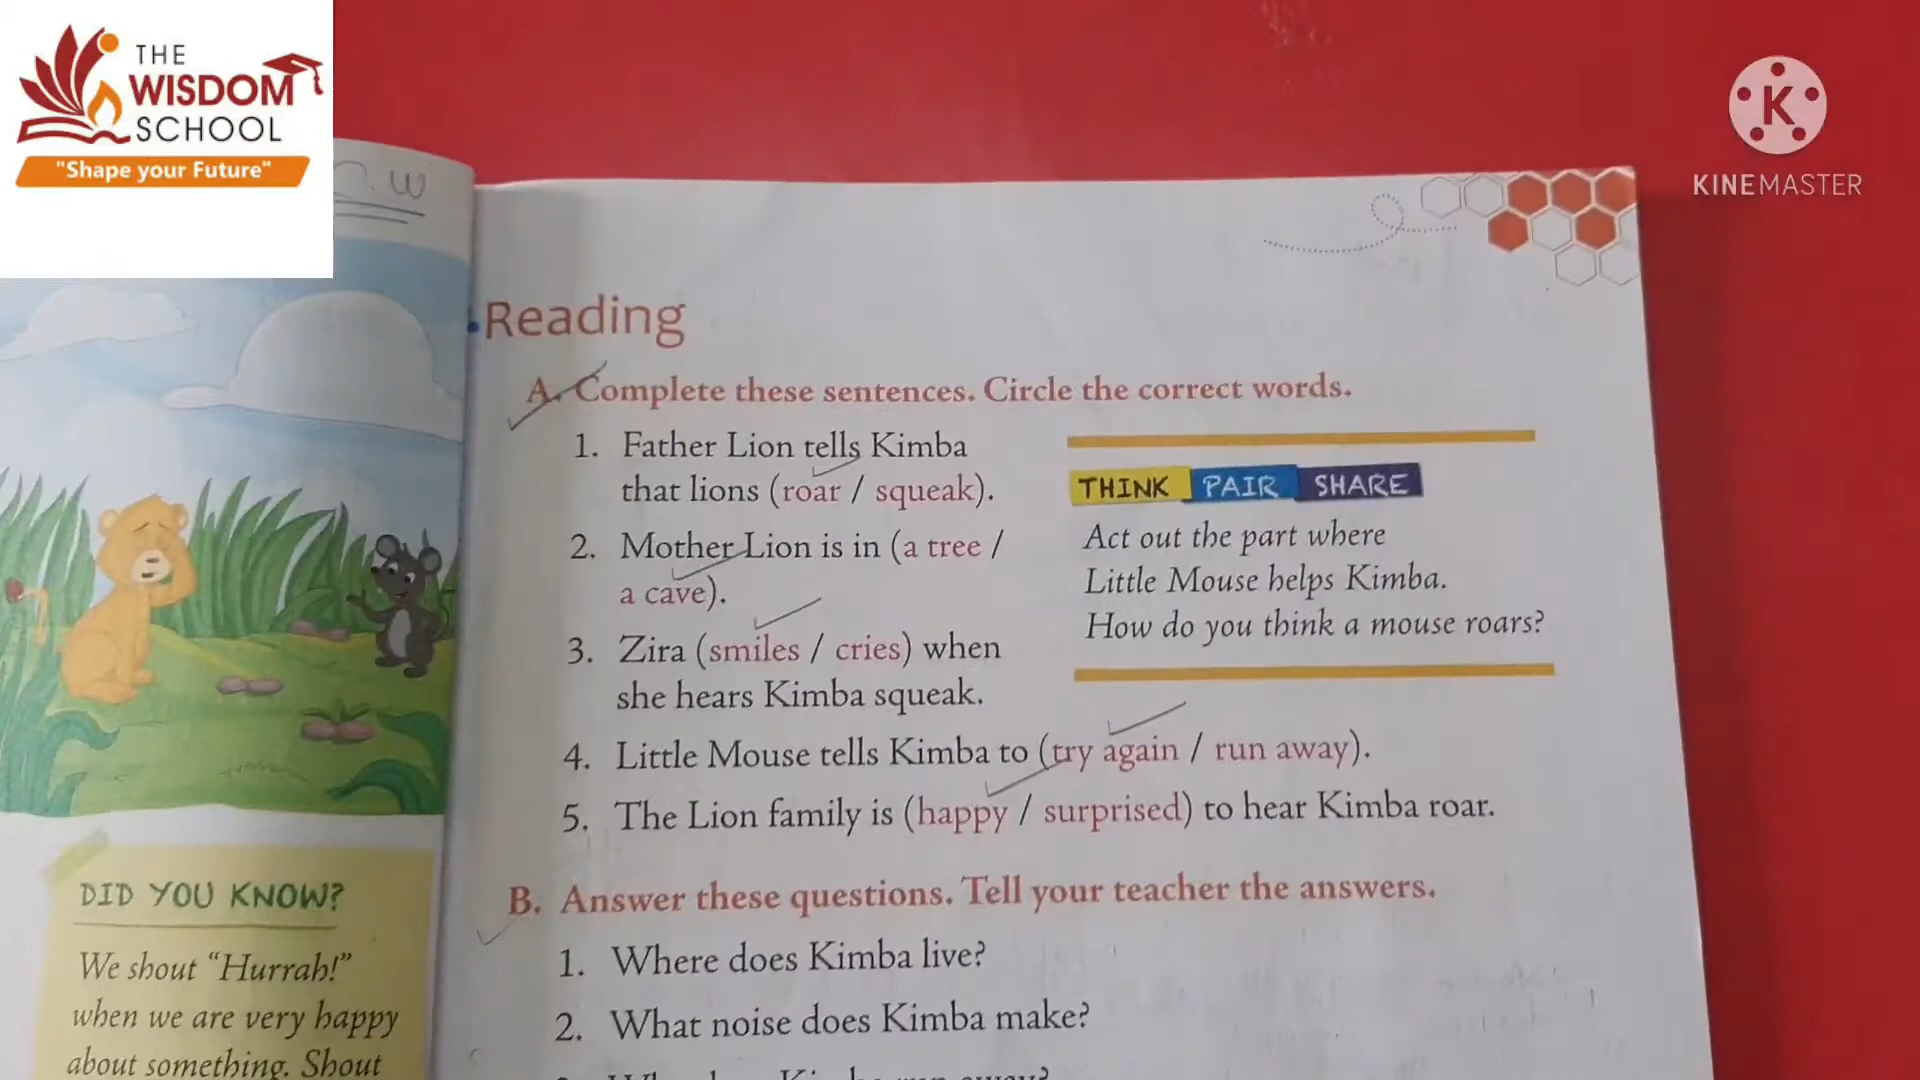 THE
WISDOM
SCHOOL
"Shape your Future"
KINEMASTER
C.W
Reading
A. Complete these sentences. Circle the correct words.
1. Father Lion tells Kimba
that lions (roar / squeak).
2. Mother Lion is in (a tree /
a cave).
3. Zira (smiles / cries) when
she hears Kimba squeak.
4. Little Mouse tells Kimba to (try again / run away).
5. The Lion family is (happy / surprised) to hear Kimba roar.
THINK PAIR SHARE
Act out the part where
Little Mouse helps Kimba.
How do you think a mouse roars?
B. Answer these questions. Tell your teacher the answers.
1. Where does Kimba live?
2. What noise does Kimba make?
DID YOU KNOW?
We shout “Hurrah!”
when we are very happy
about something. Shout